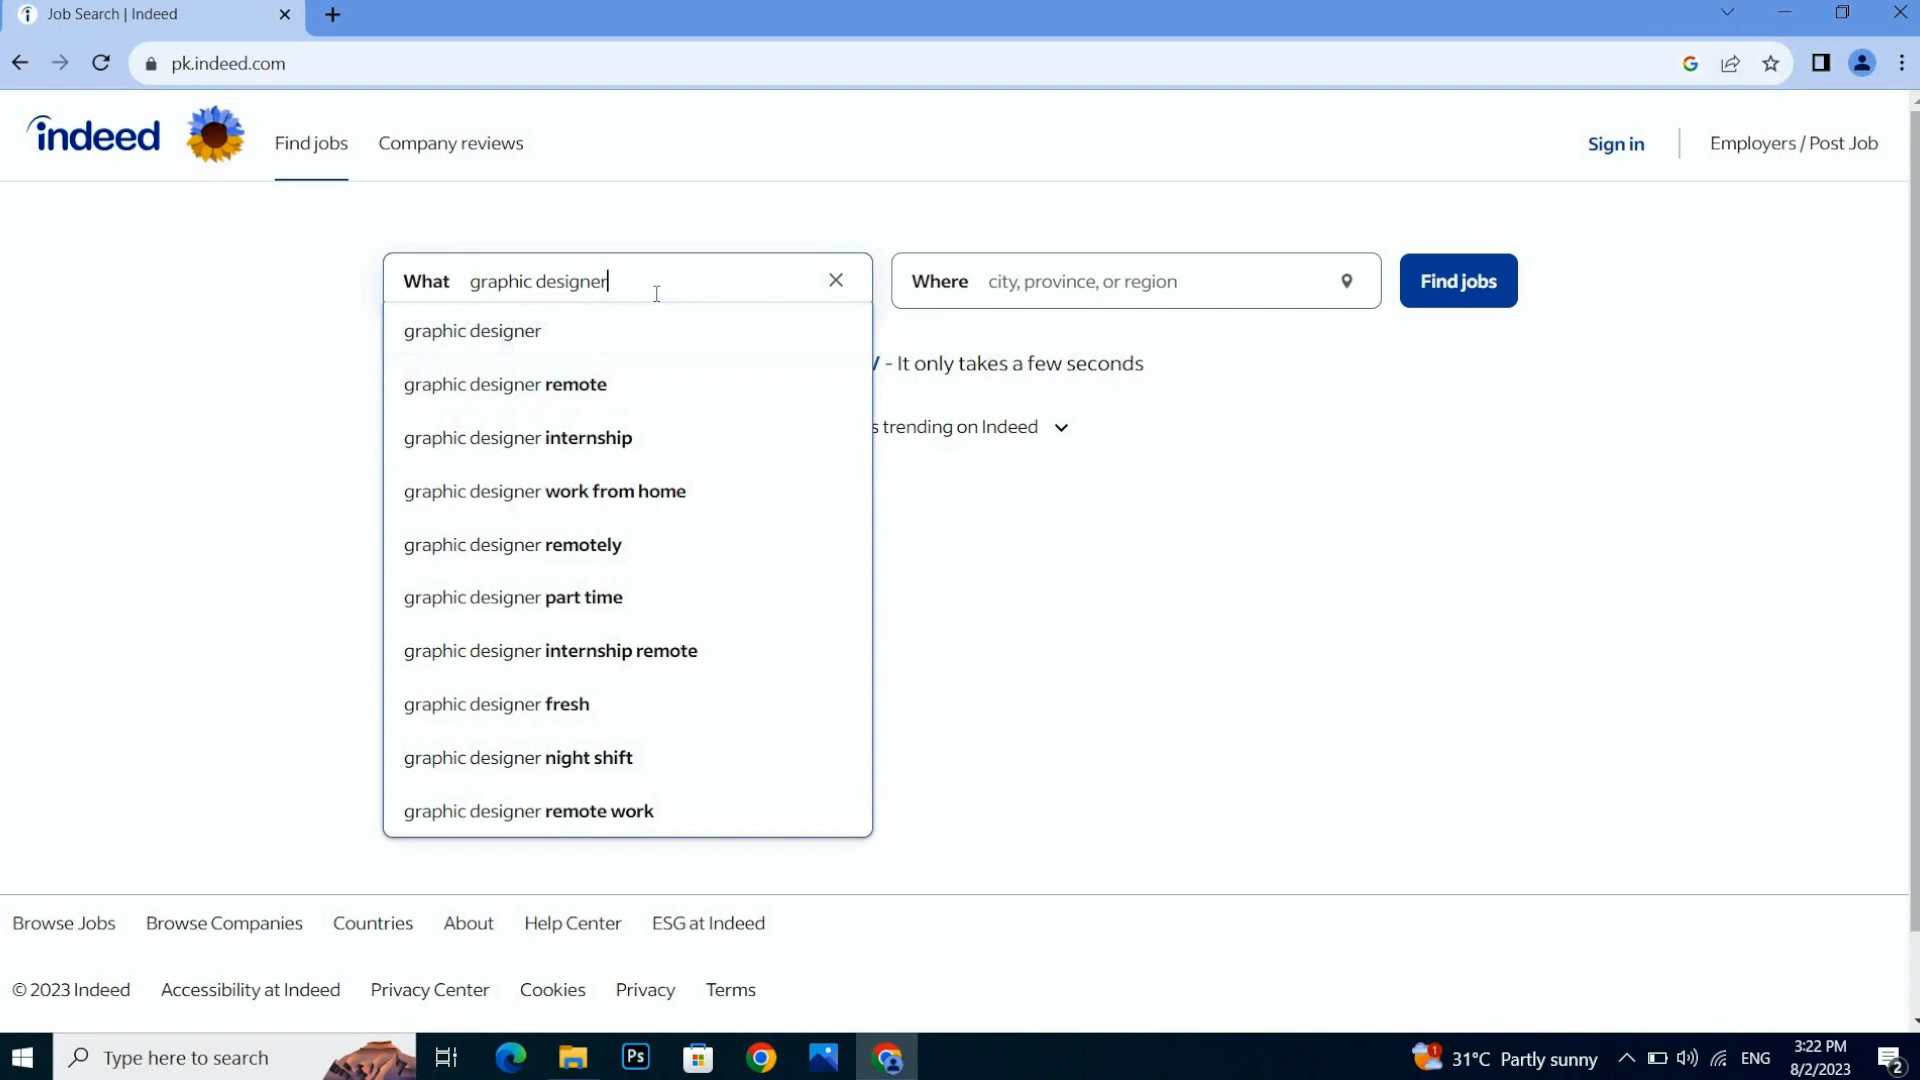 Job Search | Indeed
pk.indeed.com
indeed
Find jobs
Company reviews
Sign in
Employers / Post Job
What graphic designer
Where city, province, or region
Find jobs
graphic designer
- It only takes a few seconds
graphic designer remote
trending on Indeed
graphic designer internship
graphic designer work from home
graphic designer remotely
graphic designer part time
graphic designer internship remote
graphic designer fresh
graphic designer night shift
graphic designer remote work
Browse Jobs Browse Companies Countries About Help Center ESG at Indeed
© 2023 Indeed Accessibility at Indeed Privacy Center Cookies Privacy Terms
Type here to search
Ps
1
31°C Partly sunny
ENG
3:22 PM
8/2/2023
2